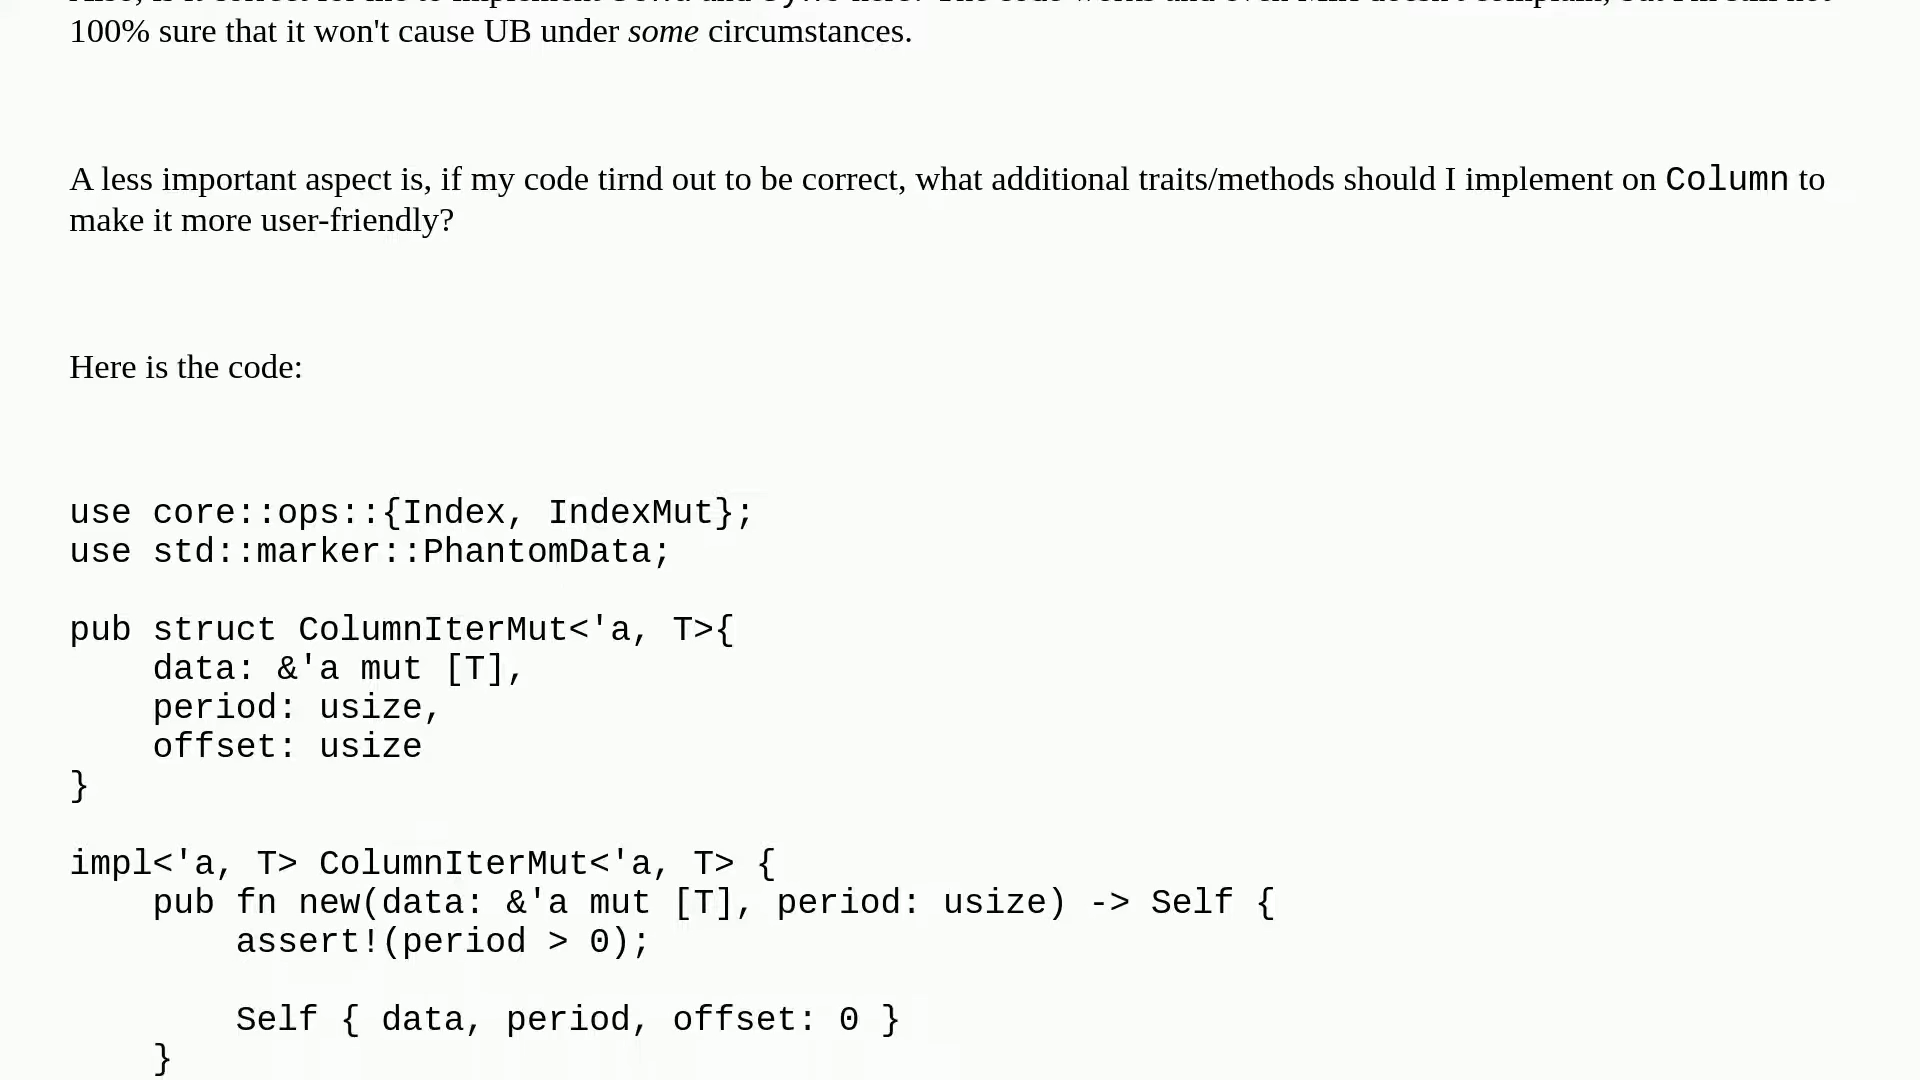 100% sure that it won't cause UB under some circumstances.
A less important aspect is, if my code tirnd out to be correct, what additional traits/methods should I implement on Column to
make it more user-friendly?
Here is the code:
use core::ops::{Index, IndexMut};
use std::marker::PhantomData;
pub struct ColumnIterMut<'a, T>{
    data: &'a mut [T],
    period: usize,
    offset: usize
}
impl<'a, T> ColumnIterMut<'a, T> {
    pub fn new(data: &'a mut [T], period: usize) -> Self {
        assert!(period > 0);
        Self { data, period, offset: 0 }
    }